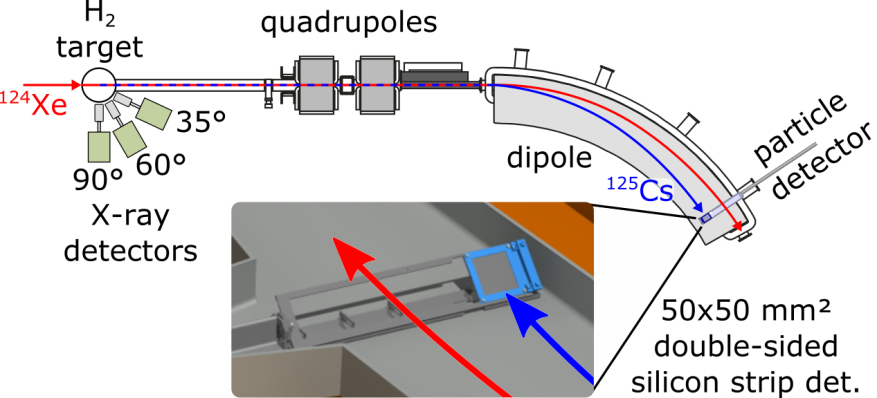 H₂
target
quadrupoles
¹²⁴Xe
35°
60°
90°
X-ray
detectors
dipole
¹²⁵Cs
particle
detector
50x50 mm²
double-sided
silicon strip det.